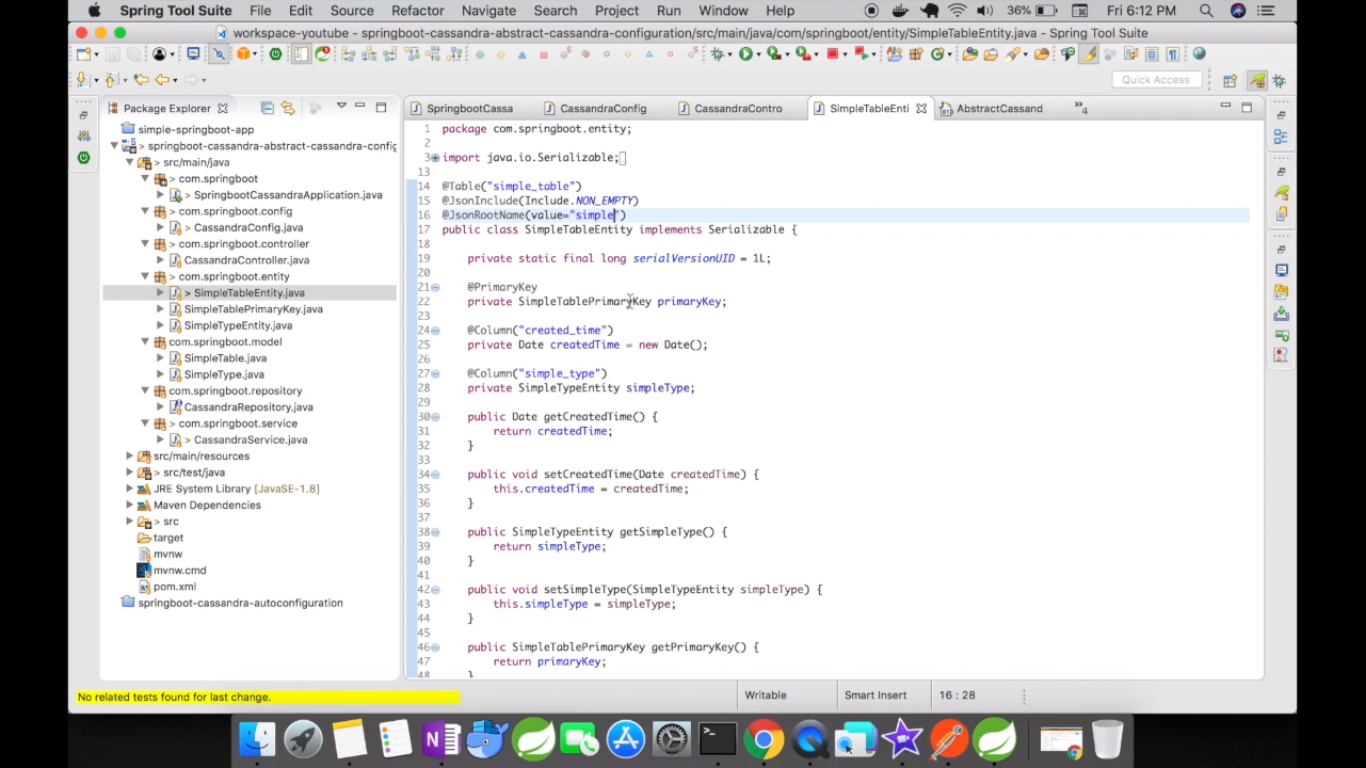 Spring Tool Suite File Edit Source Refactor Navigate Search Project Run Window Help 36% Fri 6:12 PM
workspace-youtube - springboot-cassandra-abstract-cassandra-configuration/src/main/java/com/springboot/entity/SimpleTableEntity.java - Spring Tool Suite
Quick Access
Package Explorer
simple-springboot-app
> springboot-cassandra-abstract-cassandra-config
> src/main/java
> com.springboot
> SpringbootCassandraApplication.java
> com.springboot.config
> CassandraConfig.java
> com.springboot.controller
CassandraController.java
> com.springboot.entity
> SimpleTableEntity.java
SimpleTablePrimaryKey.java
SimpleTypeEntity.java
com.springboot.model
SimpleTable.java
SimpleType.java
com.springboot.repository
CassandraRepository.java
> com.springboot.service
> CassandraService.java
src/main/resources
> src/test/java
JRE System Library [JavaSE-1.8]
Maven Dependencies
> src
target
mvnw
mvnw.cmd
pom.xml
springboot-cassandra-autoconfiguration
SpringbootCassa CassandraConfig CassandraContro SimpleTableEnti AbstractCassand »4
1 package com.springboot.entity;
2
3 import java.io.Serializable;
13
14 @Table("simple_table")
15 @JsonInclude(Include.NON_EMPTY)
16 @JsonRootName(value="simple")
17 public class SimpleTableEntity implements Serializable {
18
19 private static final long serialVersionUID = 1L;
20
21 @PrimaryKey
22 private SimpleTablePrimaryKey primaryKey;
23
24 @Column("created_time")
25 private Date createdTime = new Date();
26
27 @Column("simple_type")
28 private SimpleTypeEntity simpleType;
29
30 public Date getCreatedTime() {
31 return createdTime;
32 }
33
34 public void setCreatedTime(Date createdTime) {
35 this.createdTime = createdTime;
36 }
37
38 public SimpleTypeEntity getSimpleType() {
39 return simpleType;
40 }
41
42 public void setSimpleType(SimpleTypeEntity simpleType) {
43 this.simpleType = simpleType;
44 }
45
46 public SimpleTablePrimaryKey getPrimaryKey() {
47 return primaryKey;
48 }
No related tests found for last change.
Writable Smart Insert 16 : 28